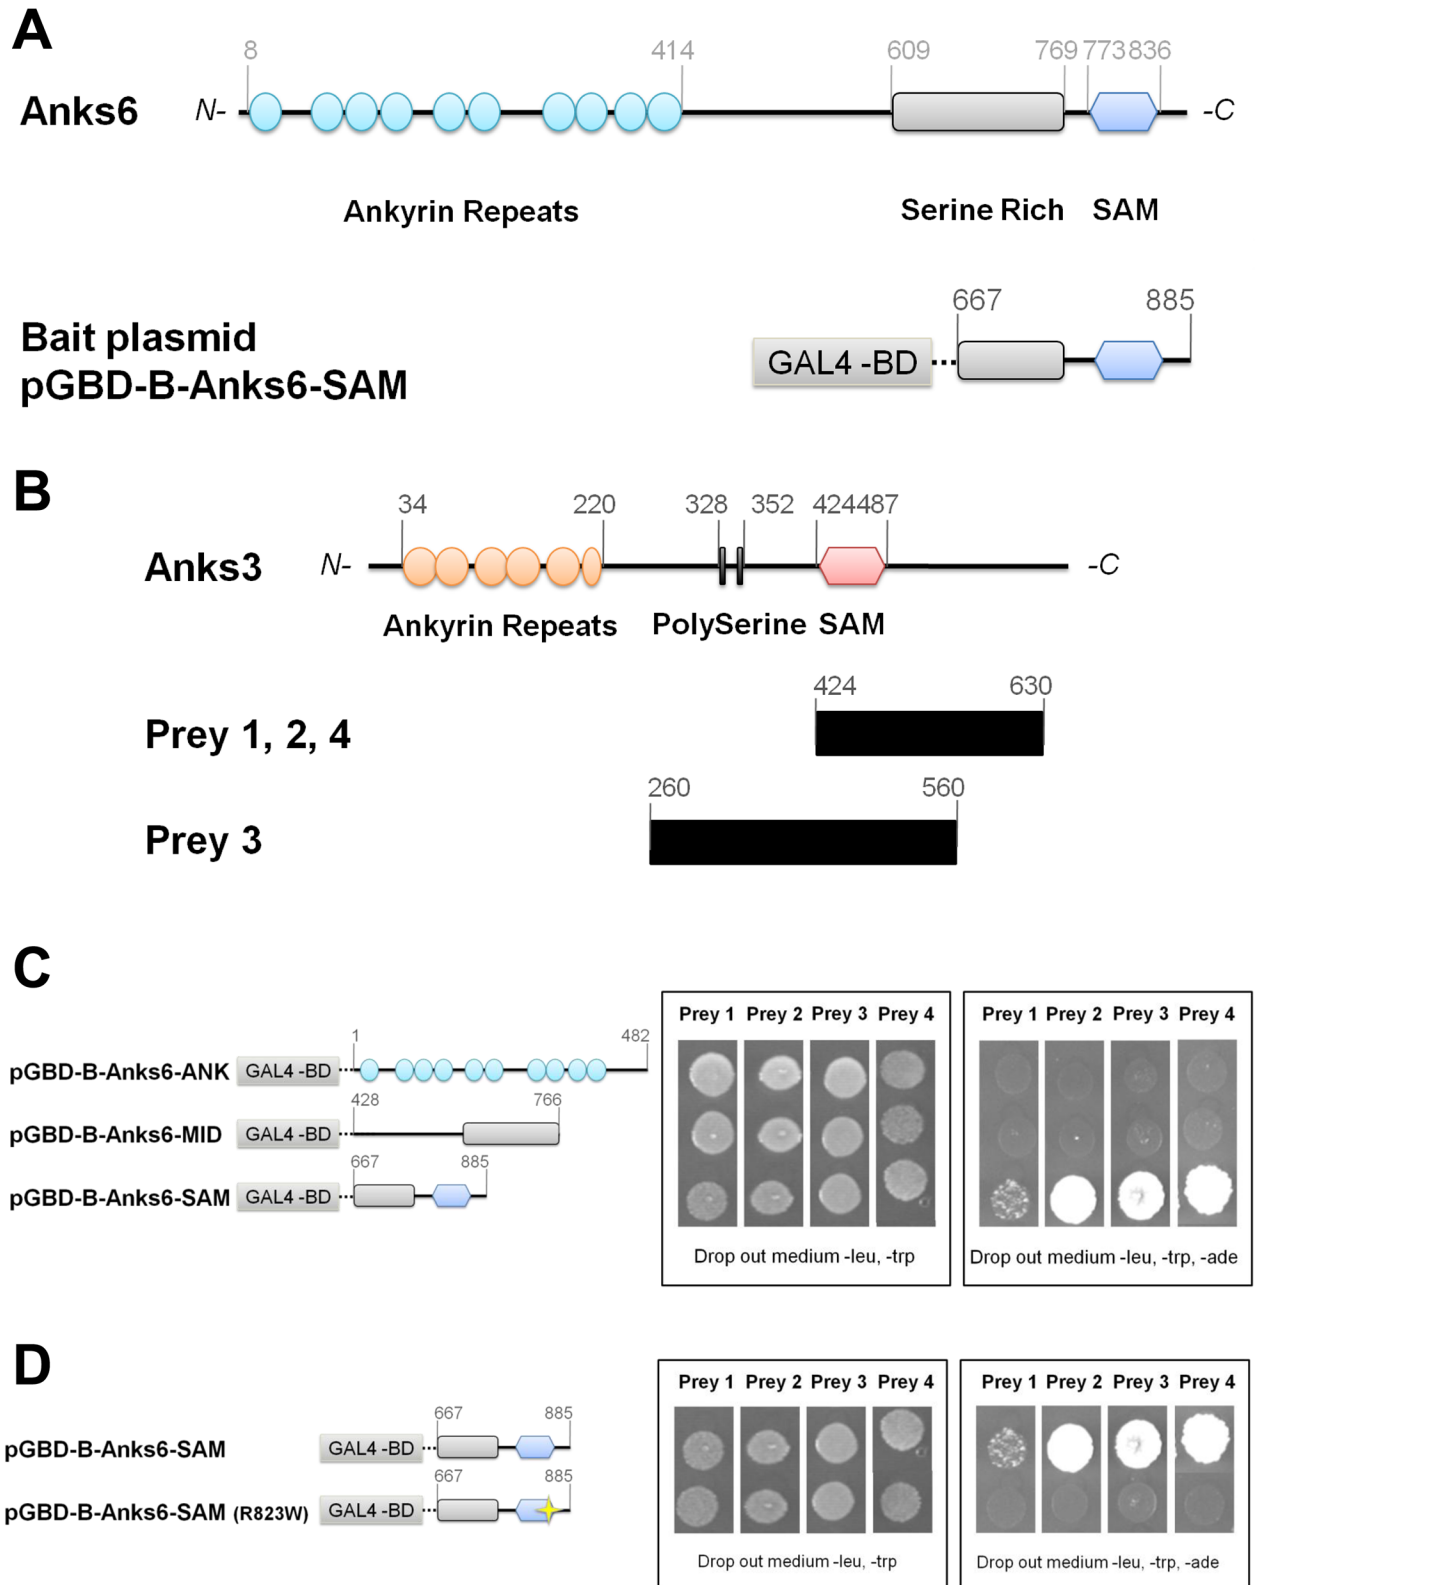 A
8 414 609 769 773 836
Anks6 N- -C
Ankyrin Repeats Serine Rich SAM
667 885
Bait plasmid
pGBD-B-Anks6-SAM
GAL4 -BD
B
34 220 328 352 424 487
Anks3 N- -C
Ankyrin Repeats PolySerine SAM
424 630
Prey 1, 2, 4
260 560
Prey 3
C
Prey 1 Prey 2 Prey 3 Prey 4 Prey 1 Prey 2 Prey 3 Prey 4
1 482
pGBD-B-Anks6-ANK GAL4 -BD
428 766
pGBD-B-Anks6-MID GAL4 -BD
667 885
pGBD-B-Anks6-SAM GAL4 -BD
Drop out medium -leu, -trp Drop out medium -leu, -trp, -ade
D
Prey 1 Prey 2 Prey 3 Prey 4 Prey 1 Prey 2 Prey 3 Prey 4
667 885
pGBD-B-Anks6-SAM GAL4 -BD
667 885
pGBD-B-Anks6-SAM (R823W) GAL4 -BD
Drop out medium -leu, -trp Drop out medium -leu, -trp, -ade